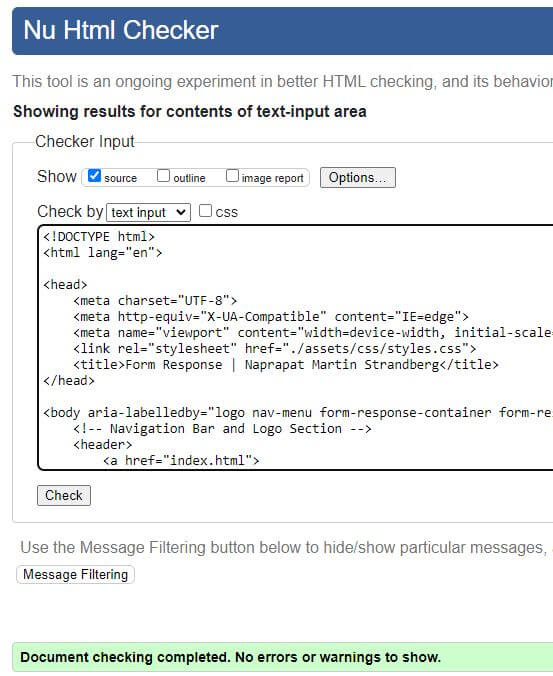 Nu Html Checker
This tool is an ongoing experiment in better HTML checking, and its behavior
Showing results for contents of text-input area
Checker Input
Show source outline image report Options...
Check by text input css
<!DOCTYPE html>
<html lang="en">
<head>
<meta charset="UTF-8">
<meta http-equiv="X-UA-Compatible" content="IE=edge">
<meta name="viewport" content="width=device-width, initial-scale=
<link rel="stylesheet" href="./assets/css/styles.css">
<title>Form Response | Naprapat Martin Strandberg</title>
</head>
<body aria-labelledby="logo nav-menu form-response-container form-re
<!-- Navigation Bar and Logo Section -->
<header>
<a href="index.html">
Check
Use the Message Filtering button below to hide/show particular messages,
Message Filtering
Document checking completed. No errors or warnings to show.